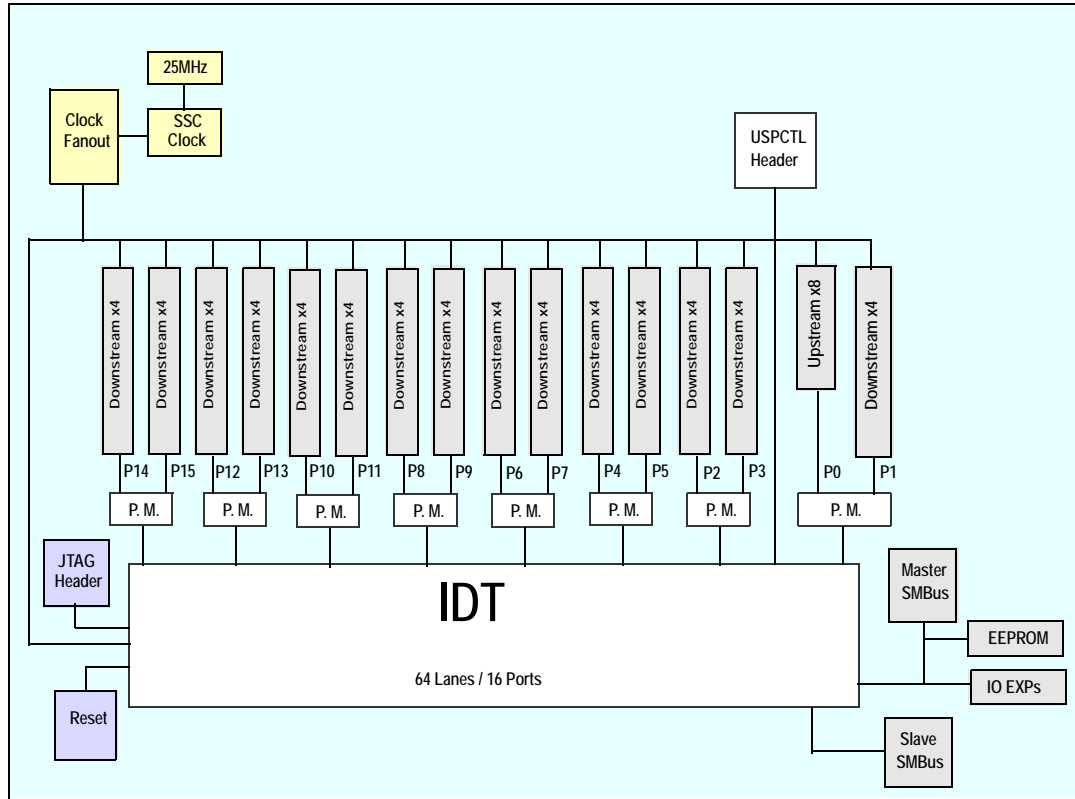 25MHz
Clock
Fanout
SSC
Clock
USPCTL
Header
Downstream x4
Downstream x4
Downstream x4
Downstream x4
Downstream x4
Downstream x4
Downstream x4
Downstream x4
Downstream x4
Downstream x4
Downstream x4
Downstream x4
Downstream x4
Downstream x4
Upstream x8
Downstream x4
P14
P15
P12
P13
P10
P11
P8
P9
P6
P7
P4
P5
P2
P3
P0
P1
P. M.
P. M.
P. M.
P. M.
P. M.
P. M.
P. M.
P. M.
JTAG
Header
IDT
64 Lanes / 16 Ports
Reset
Master
SMBus
EEPROM
IO EXPs
Slave
SMBus